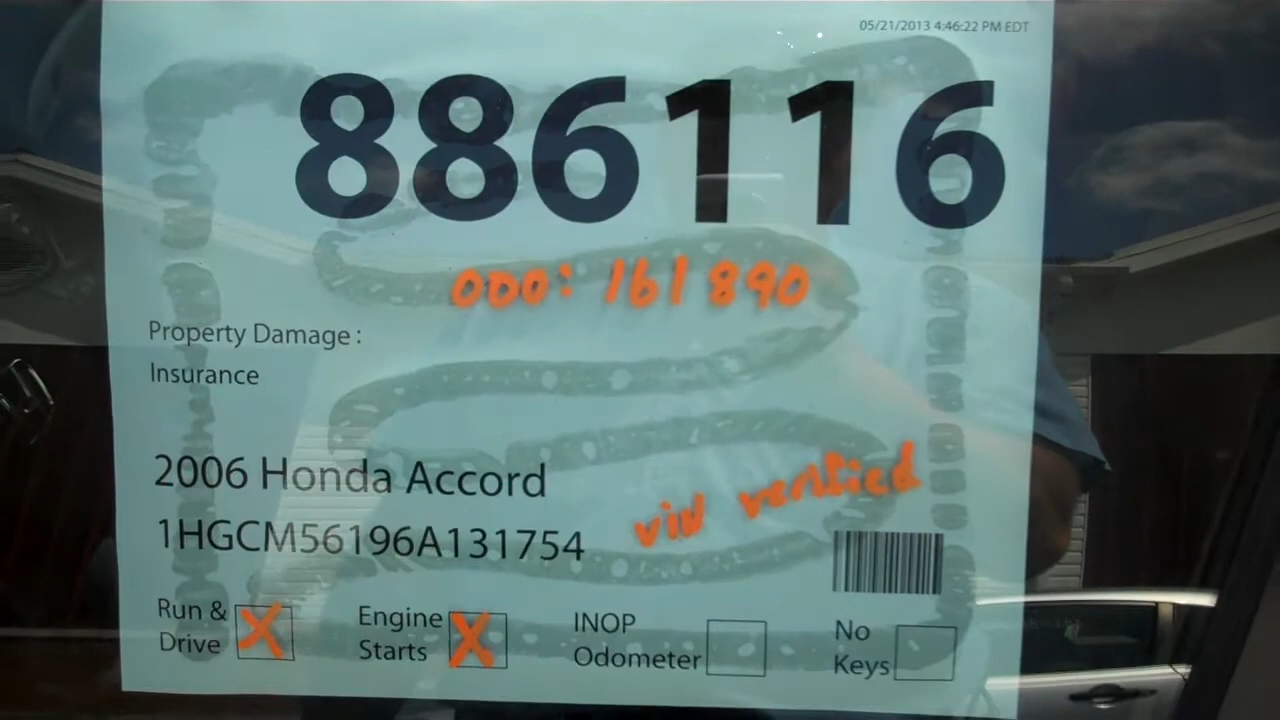 05/21/2013 4:46:22 PM EDT
886116
ODO: 161890
Property Damage :
Insurance
2006 Honda Accord
1HGCM56196A131754
vin verified
Run & Drive X
Engine Starts X
INOP Odometer
No Keys